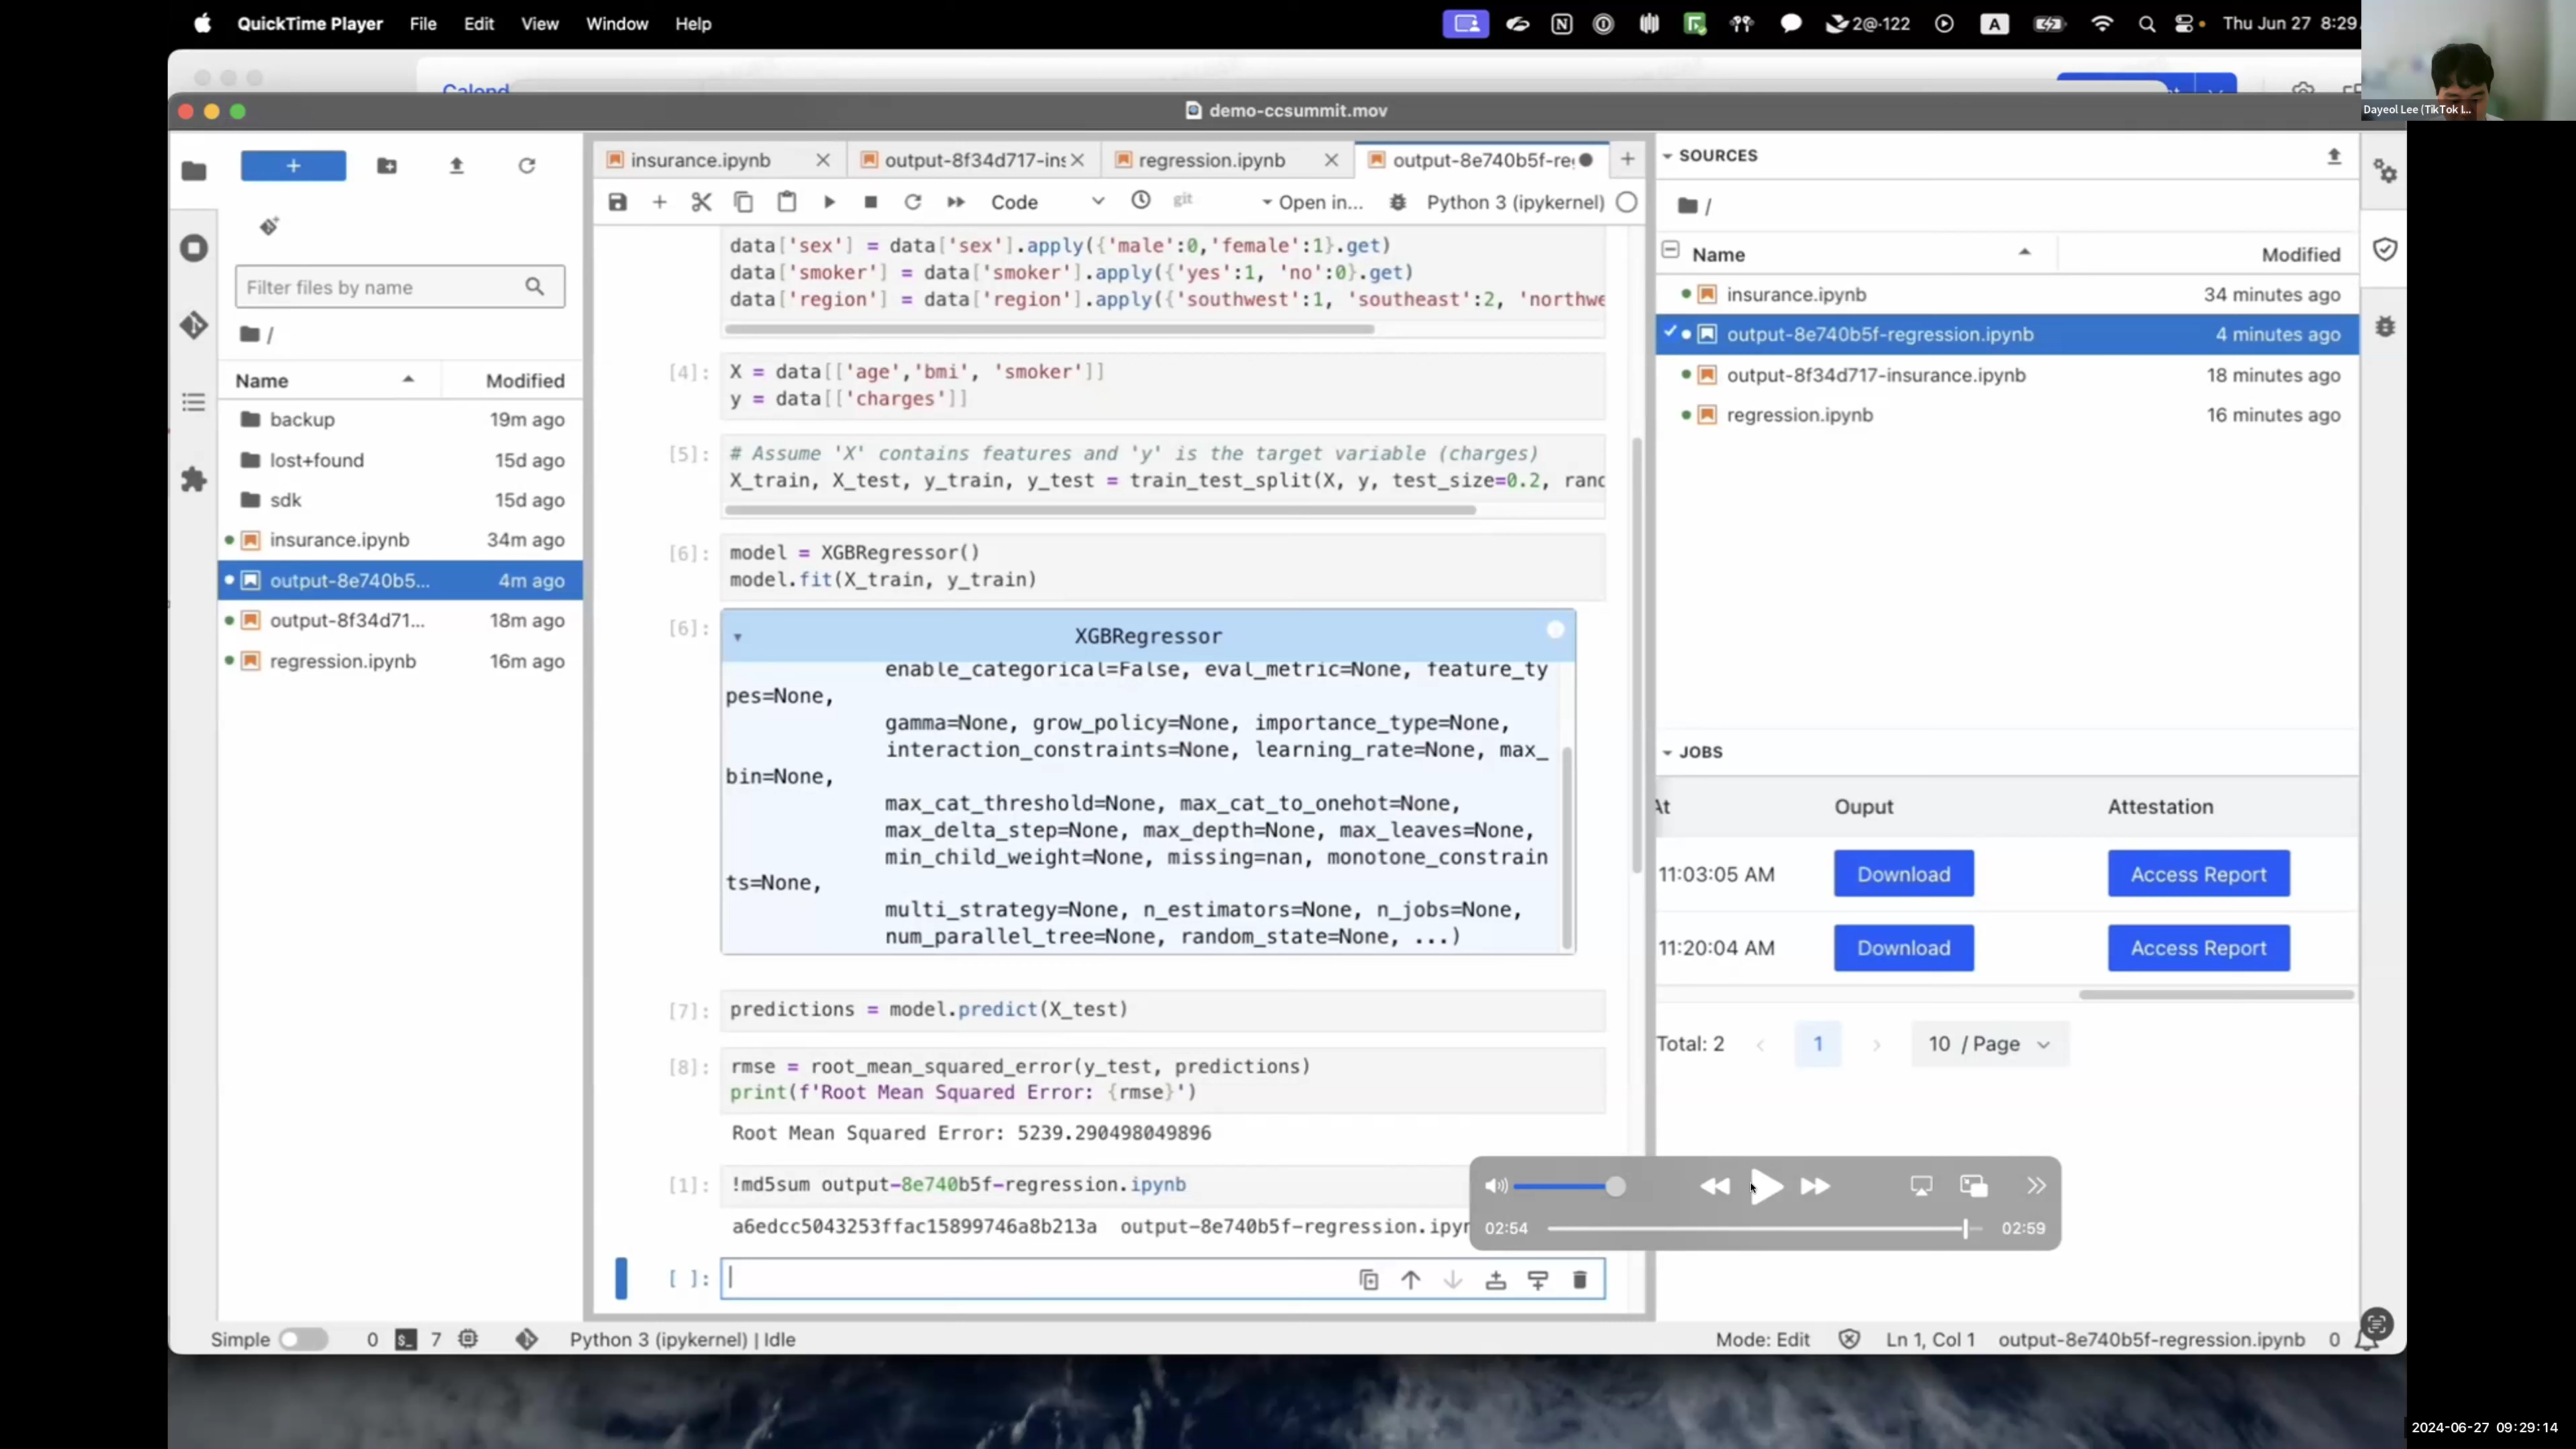 QuickTime Player File Edit View Window Help 2@·122 A Thu Jun 27 8:29
Calend
demo-ccsummit.mov
Dayeol Lee (TikTok I...
insurance.ipynb
output-8f34d717-ins
regression.ipynb
output-8e740b5f-re
Code
git
Open in...
Python 3 (ipykernel)
Filter files by name
/
Name Modified
backup 19m ago
lost+found 15d ago
sdk 15d ago
insurance.ipynb 34m ago
output-8e740b5... 4m ago
output-8f34d71... 18m ago
regression.ipynb 16m ago
data['sex'] = data['sex'].apply({'male':0,'female':1}.get)
data['smoker'] = data['smoker'].apply({'yes':1, 'no':0}.get)
data['region'] = data['region'].apply({'southwest':1, 'southeast':2, 'northwe
[4]: X = data[['age','bmi', 'smoker']]
y = data[['charges']]
[5]: # Assume 'X' contains features and 'y' is the target variable (charges)
X_train, X_test, y_train, y_test = train_test_split(X, y, test_size=0.2, rand
[6]: model = XGBRegressor()
model.fit(X_train, y_train)
[6]: XGBRegressor
enable_categorical=False, eval_metric=None, feature_ty
pes=None,
gamma=None, grow_policy=None, importance_type=None,
interaction_constraints=None, learning_rate=None, max_
bin=None,
max_cat_threshold=None, max_cat_to_onehot=None,
max_delta_step=None, max_depth=None, max_leaves=None,
min_child_weight=None, missing=nan, monotone_constrain
ts=None,
multi_strategy=None, n_estimators=None, n_jobs=None,
num_parallel_tree=None, random_state=None, ...)
[7]: predictions = model.predict(X_test)
[8]: rmse = root_mean_squared_error(y_test, predictions)
print(f'Root Mean Squared Error: {rmse}')
Root Mean Squared Error: 5239.290498049896
[1]: !md5sum output-8e740b5f-regression.ipynb
a6edcc5043253ffac15899746a8b213a output-8e740b5f-regression.ipyn
[ ]:
SOURCES
/
Name Modified
insurance.ipynb 34 minutes ago
output-8e740b5f-regression.ipynb 4 minutes ago
output-8f34d717-insurance.ipynb 18 minutes ago
regression.ipynb 16 minutes ago
JOBS
At Ouput Attestation
11:03:05 AM Download Access Report
11:20:04 AM Download Access Report
Total: 2 1 10 / Page
02:54 02:59
Simple 0 7 Python 3 (ipykernel) | Idle Mode: Edit Ln 1, Col 1 output-8e740b5f-regression.ipynb 0
2024-06-27 09:29:14